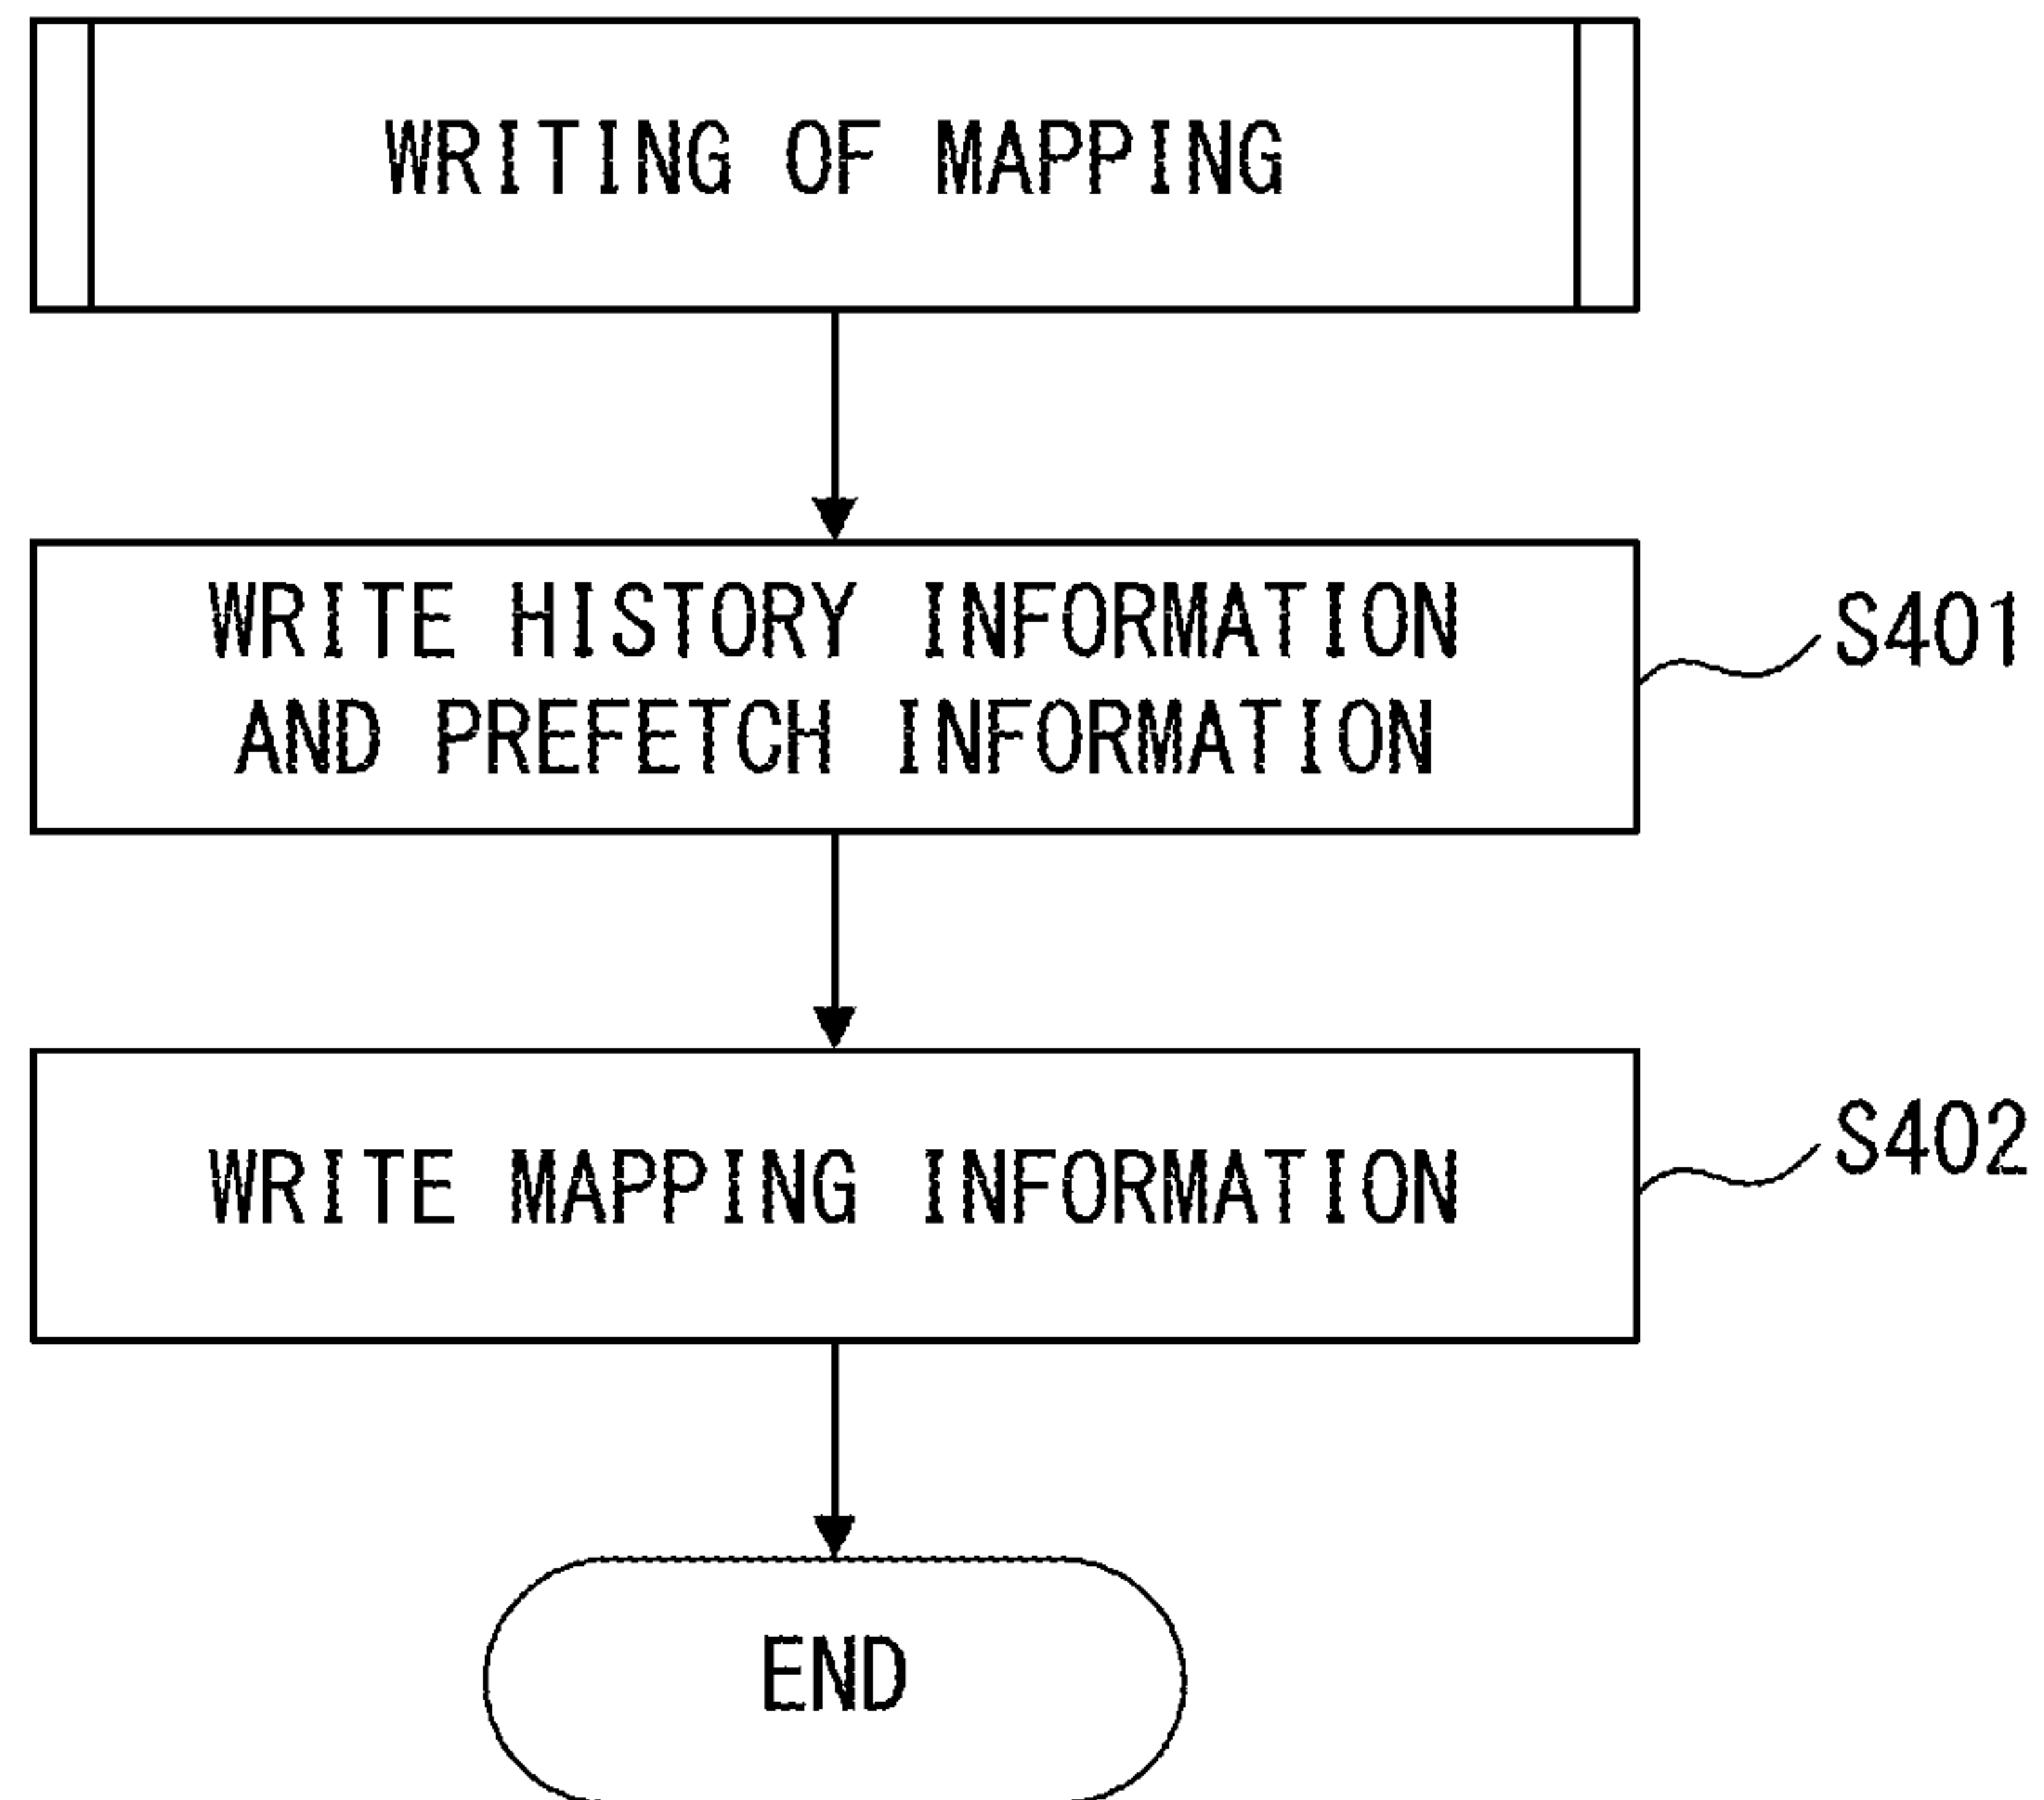 WRITING OF MAPPING
WRITE HISTORY INFORMATION
AND PREFETCH INFORMATION
S401
WRITE MAPPING INFORMATION
S402
END